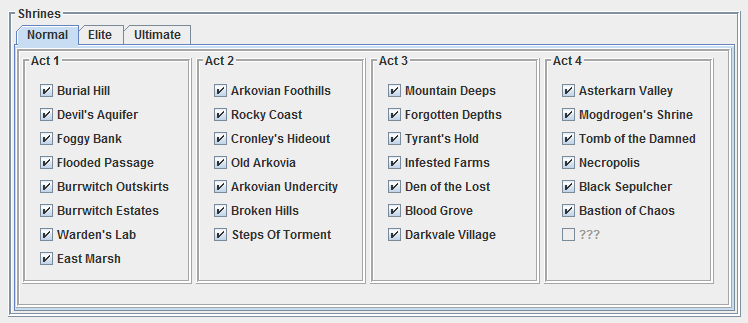 Shrines
Normal Elite Ultimate
Act 1
Burial Hill
Devil's Aquifer
Foggy Bank
Flooded Passage
Burrwitch Outskirts
Burrwitch Estates
Warden's Lab
East Marsh
Act 2
Arkovian Foothills
Rocky Coast
Cronley's Hideout
Old Arkovia
Arkovian Undercity
Broken Hills
Steps Of Torment
Act 3
Mountain Deeps
Forgotten Depths
Tyrant's Hold
Infested Farms
Den of the Lost
Blood Grove
Darkvale Village
Act 4
Asterkarn Valley
Mogdrogen's Shrine
Tomb of the Damned
Necropolis
Black Sepulcher
Bastion of Chaos
???